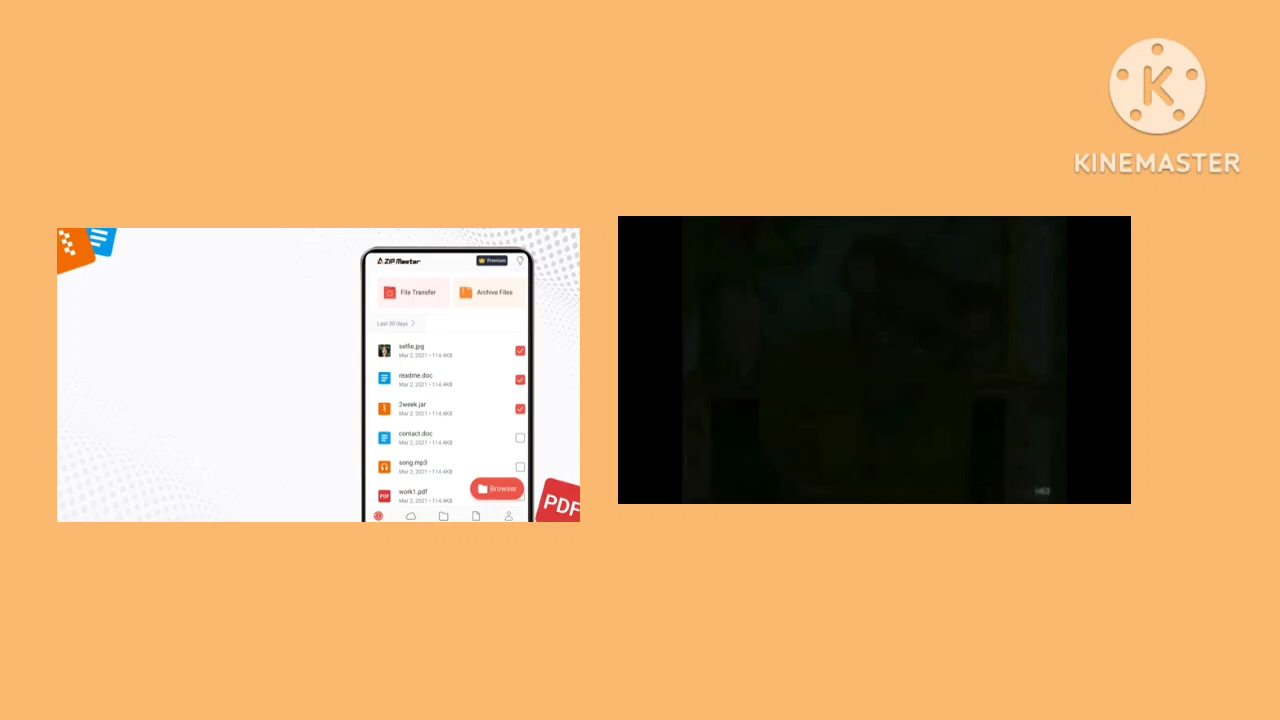 KINEMASTER
ZIP Master
Premium
File Transfer
Archive Files
Last 30 days
selfie.jpg
Mar 2, 2021 • 114.4KB
readme.doc
Mar 2, 2021 • 114.4KB
2week.jar
Mar 2, 2021 • 114.4KB
contact.doc
Mar 2, 2021 • 114.4KB
song.mp3
Mar 2, 2021 • 114.4KB
work1.pdf
Mar 2, 2021 • 114.4KB
PDF
Browser
PDF